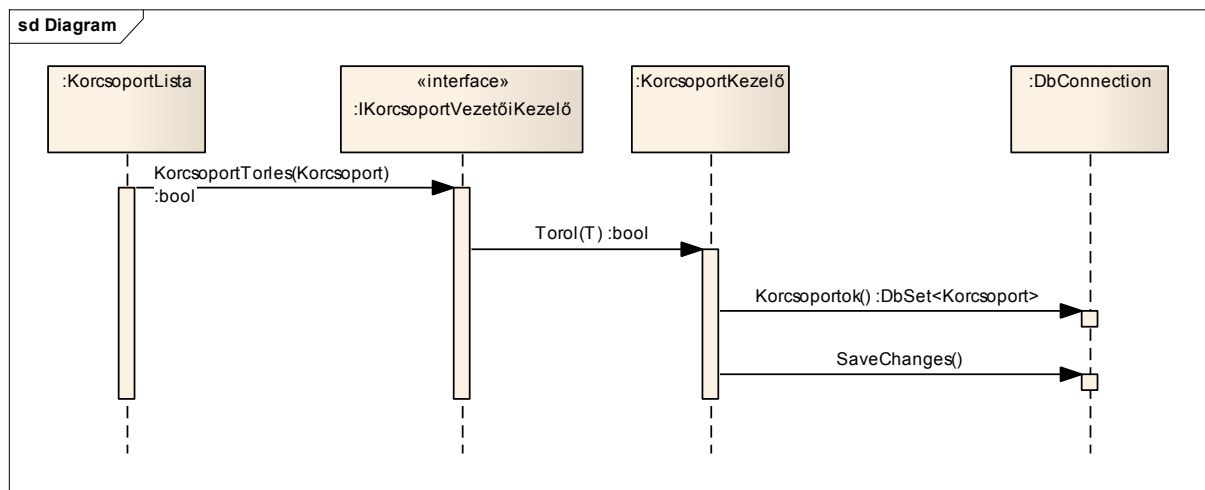 sd Diagram
:KorcsoportLista
«interface»
:IKorcsoportVezetőiKezelő
:KorcsoportKezelő
:DbConnection
KorcsoportTorles(Korcsoport)
:bool
Torol(T) :bool
Korcsoportok() :DbSet<Korcsoport>
SaveChanges()